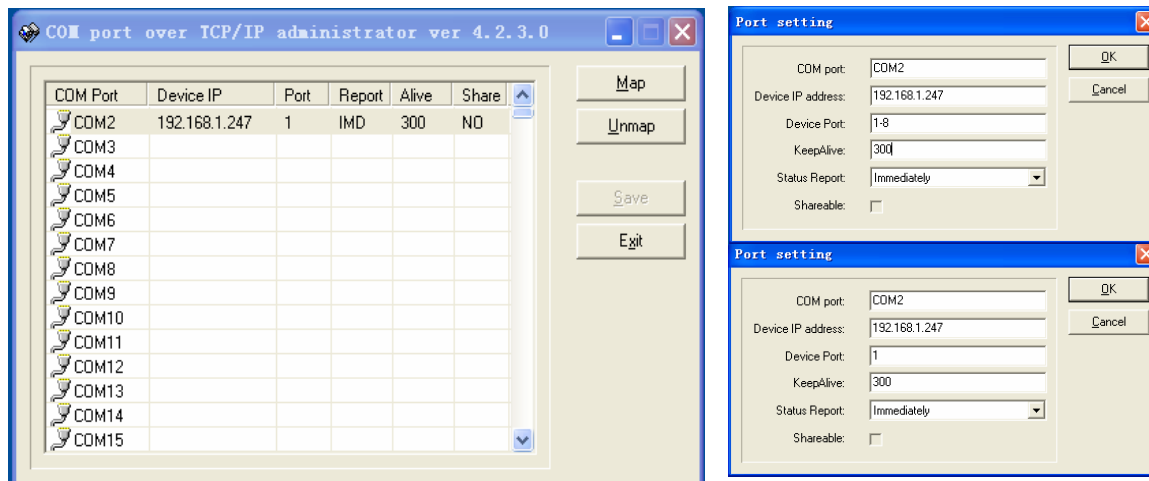 COM port over TCP/IP administrator ver 4.2.3.0
COM Port Device IP Port Report Alive Share
COM2 192.168.1.247 1 IMD 300 NO
COM3
COM4
COM5
COM6
COM7
COM8
COM9
COM10
COM11
COM12
COM13
COM14
COM15
Map
Unmap
Save
Exit
Port setting
COM port: COM2
Device IP address: 192.168.1.247
Device Port: 1-8
KeepAlive: 300
Status Report: Immediately
Shareable:
OK
Cancel
Port setting
COM port: COM2
Device IP address: 192.168.1.247
Device Port: 1
KeepAlive: 300
Status Report: Immediately
Shareable:
OK
Cancel